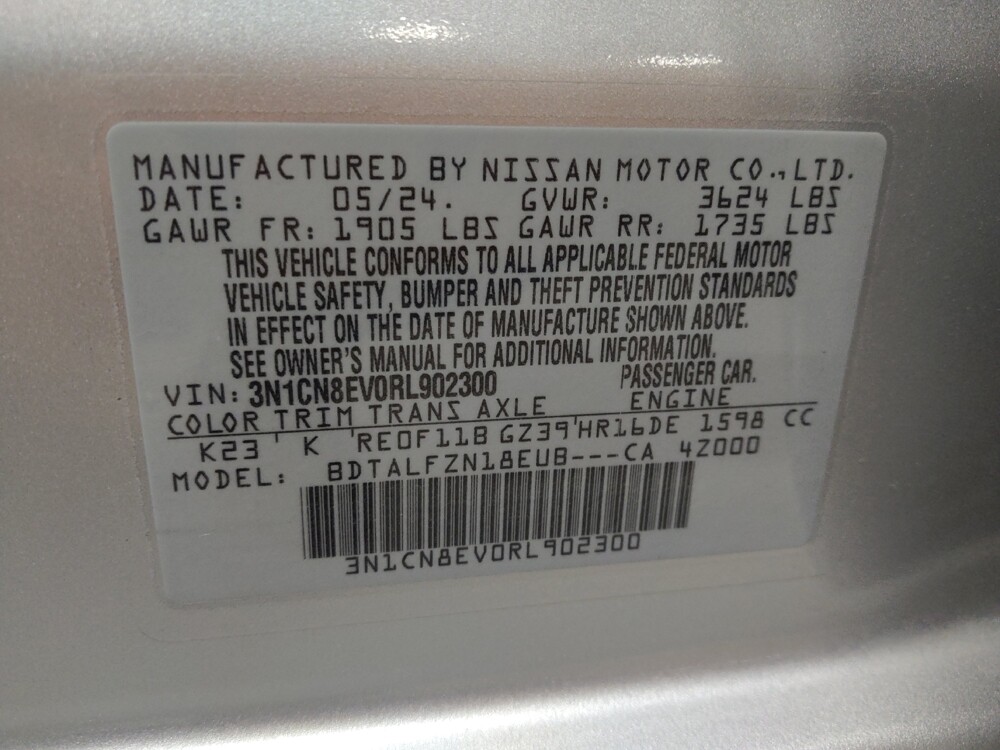 MANUFACTURED BY NISSAN MOTOR CO.,LTD.
DATE: 05/24. GVWR: 3624 LBS
GAWR FR: 1905 LBS GAWR RR: 1735 LBS
THIS VEHICLE CONFORMS TO ALL APPLICABLE FEDERAL MOTOR
VEHICLE SAFETY, BUMPER AND THEFT PREVENTION STANDARDS
IN EFFECT ON THE DATE OF MANUFACTURE SHOWN ABOVE.
SEE OWNER'S MANUAL FOR ADDITIONAL INFORMATION.
VIN: 3N1CN8EV0RL902300 PASSENGER CAR.
COLOR TRIM TRANS AXLE ENGINE
K23 ' K 'RE0F11B GZ39'HR16DE 1598 CC
MODEL: BDTALFZN18EUB---CA 4Z000
3N1CN8EV0RL902300